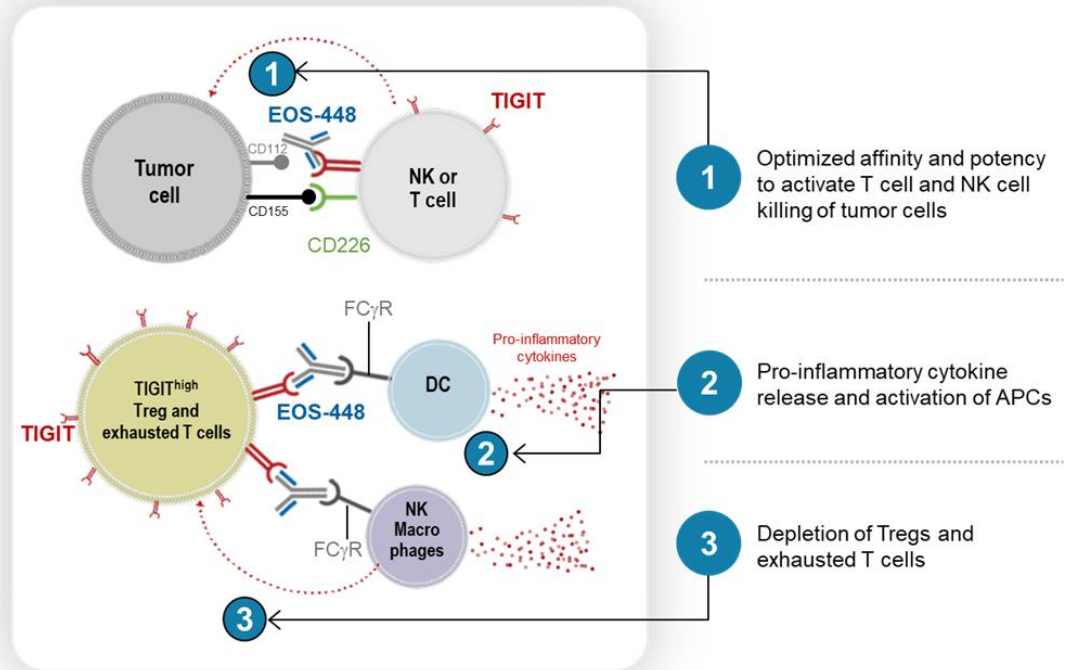 1
EOS-448
TIGIT
CD112
Tumor
cell
NK or
T cell
CD155
CD226
1
Optimized affinity and potency
to activate T cell and NK cell
killing of tumor cells
FCγR
Pro-inflammatory
cytokines
TIGIThigh
Treg and
exhausted T cells
DC
EOS-448
TIGIT
2
2
Pro-inflammatory cytokine
release and activation of APCs
NK
Macro
phages
FCγR
3
3
Depletion of Tregs and
exhausted T cells